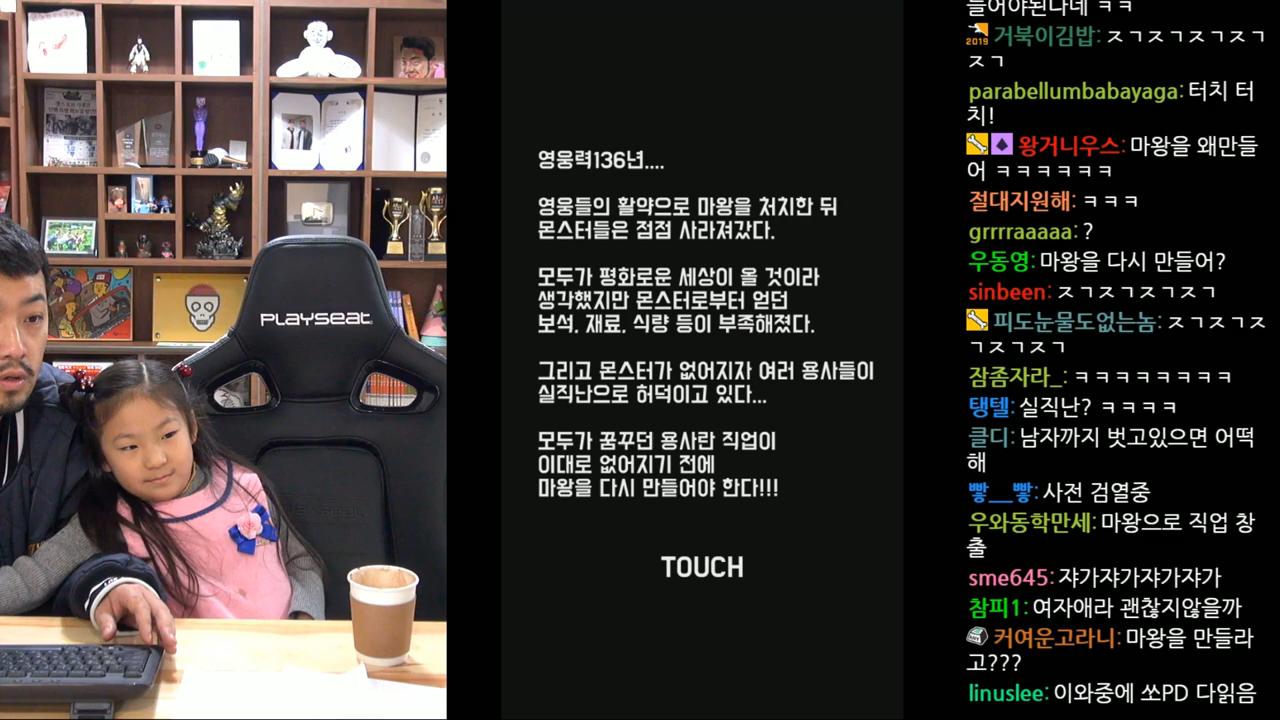 PLAYSEAT
영웅력136년....
영웅들의 활약으로 마왕을 처치한 뒤
몬스터들은 점점 사라져갔다.
모두가 평화로운 세상이 올 것이라
생각했지만 몬스터로부터 얻던
보석, 재료, 식량 등이 부족해졌다.
그리고 몬스터가 없어지자 여러 용사들이
실직난으로 허덕이고 있다...
모두가 꿈꾸던 용사란 직업이
이대로 없어지기 전에
마왕을 다시 만들어야 한다!!!
TOUCH
들어야된다네 ㅋㅋ
2019 거북이김밥: ㅈㄱㅈㄱㅈㄱㅈㄱ
ㅈㄱ
parabellumbabayaga: 터치 터
치!
왕거니우스: 마왕을 왜만들
어 ㅋㅋㅋㅋㅋㅋ
절대지원해: ㅋㅋㅋ
grrrraaaaa: ?
우동영: 마왕을 다시 만들어?
sinbeen: ㅈㄱㅈㄱㅈㄱㅈㄱ
피도눈물도없는놈: ㅈㄱㅈㄱㅈ
ㄱㅈㄱㅈㄱ
잠좀자라_: ㅋㅋㅋㅋㅋㅋㅋㅋ
탱텔: 실직난? ㅋㅋㅋㅋ
클디: 남자까지 벗고있으면 어떡
해
빻__빻: 사전 검열중
우와동학만세: 마왕으로 직업 창
출
sme645: 쟈가쟈가쟈가쟈가
참피1: 여자애라 괜찮지않을까
커여운고라니: 마왕을 만들라
고???
linuslee: 이와중에 쏘PD 다읽음